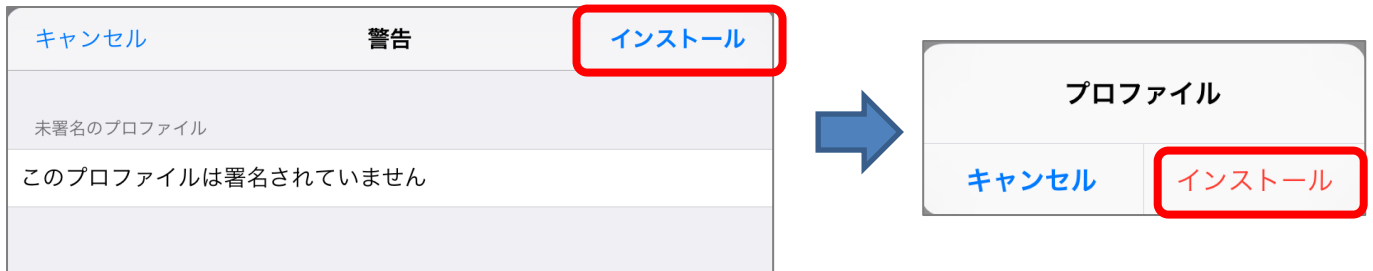 キャンセル 警告 インストール
未署名のプロファイル
このプロファイルは署名されていません
プロファイル
キャンセル インストール